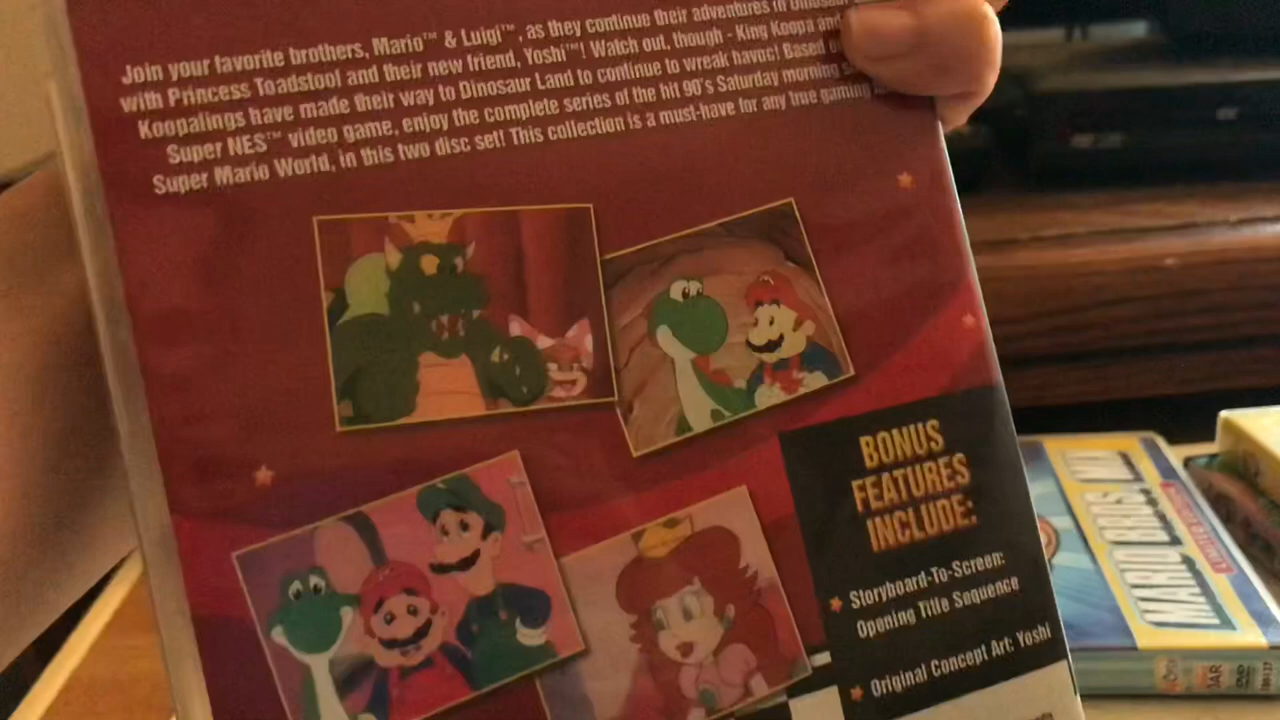 Join your favorite brothers, Mario™ & Luigi™, as they continue their adventures in Dinosaur
with Princess Toadstool and their new friend, Yoshi™! Watch out, though - King Koopa and
Koopalings have made their way to Dinosaur Land to continue to wreak havoc! Based
Super NES™ video game, enjoy the complete series of the hit 90's Saturday morning
Super Mario World, in this two disc set! This collection is a must-have for any true gaming
BONUS
FEATURES
INCLUDE:
Storyboard-To-Screen:
Opening Title Sequence
Original Concept Art: Yoshi
MARIO BROS.
DVD